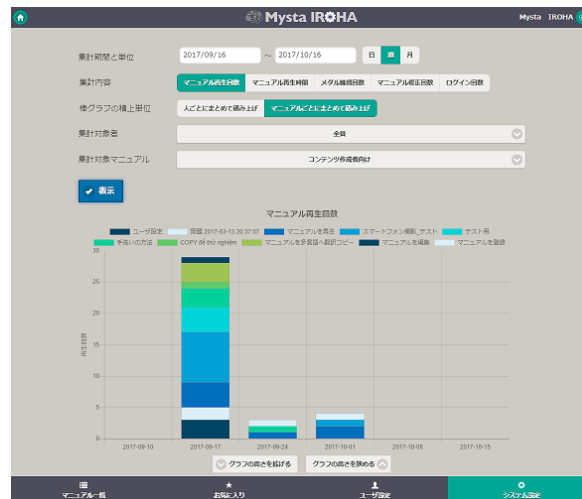 Mysta IROHA
Mysta IROHA
集計期間と単位 2017/09/16 ~ 2017/10/16 日 週 月
集計内容 マニュアル再生回数 マニュアル再生時間 メダル獲得回数 マニュアル修正回数 ログイン回数
棒グラフの積上単位 人ごとにまとめて積み上げ マニュアルごとにまとめて積み上げ
集計対象者 全員
集計対象マニュアル コンテンツ作成者向け
表示
マニュアル再生回数
ユーザ設定 2017-03-13 20:37:07 マニュアルを再生 スマートフォン撮影_テスト テスト用
手洗いの方法 COPY để thử nghiệm マニュアルを多言語へ翻訳コピー マニュアルを編集 マニュアルを登録
再生回数
30
25
20
15
10
5
0
2017-09-10 2017-09-17 2017-09-24 2017-10-01 2017-10-08 2017-10-15
グラフの高さを拡げる グラフの高さを狭める
マニュアル一覧 お気に入り ユーザ設定 システム設定